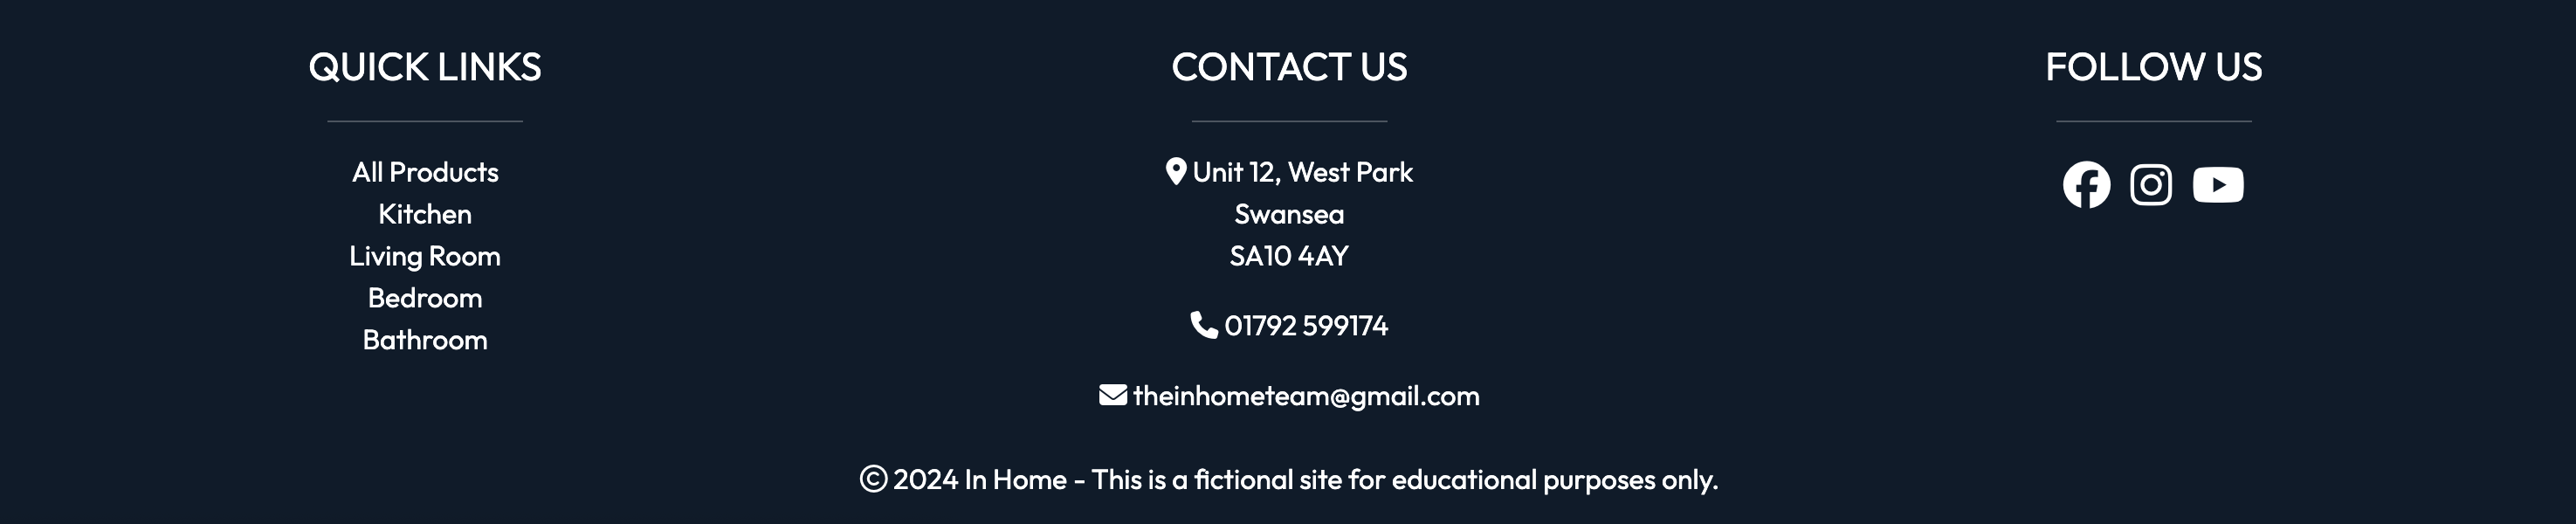 QUICK LINKS
All Products
Kitchen
Living Room
Bedroom
Bathroom
CONTACT US
Unit 12, West Park
Swansea
SA10 4AY
01792 599174
theinhometeam@gmail.com
FOLLOW US
© 2024 In Home - This is a fictional site for educational purposes only.